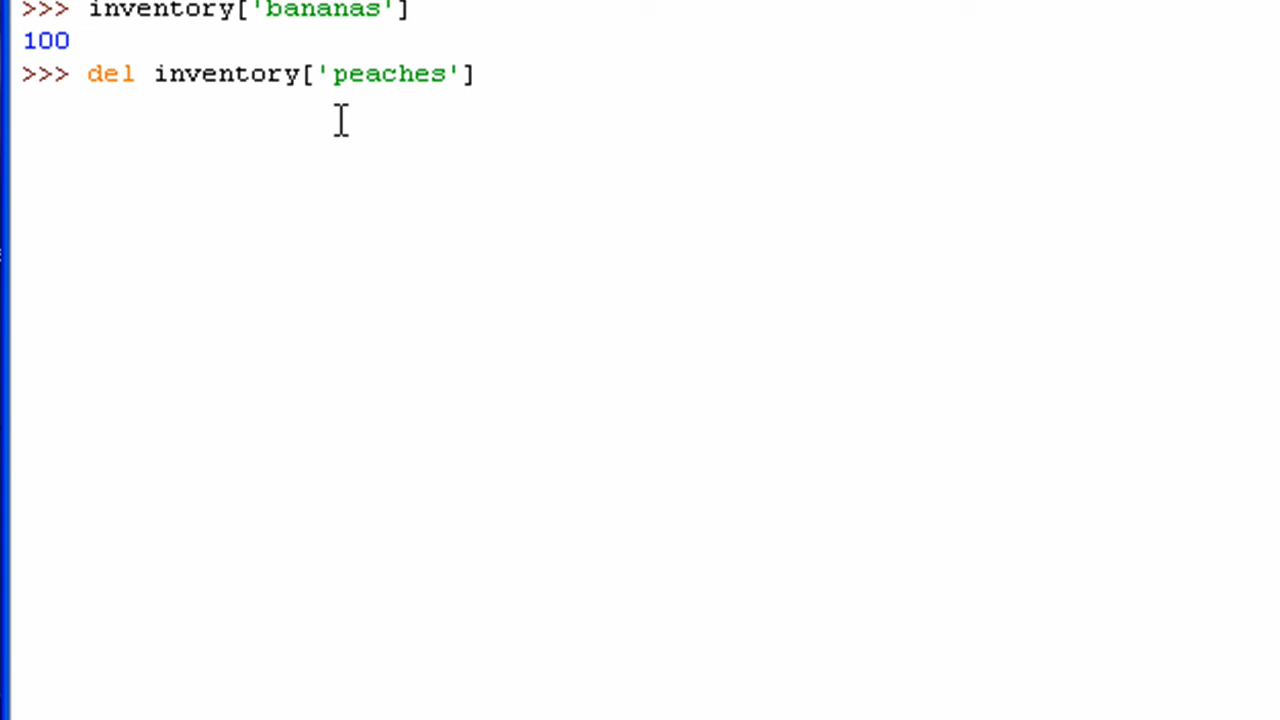 >>> inventory['bananas']
100
>>> del inventory['peaches']